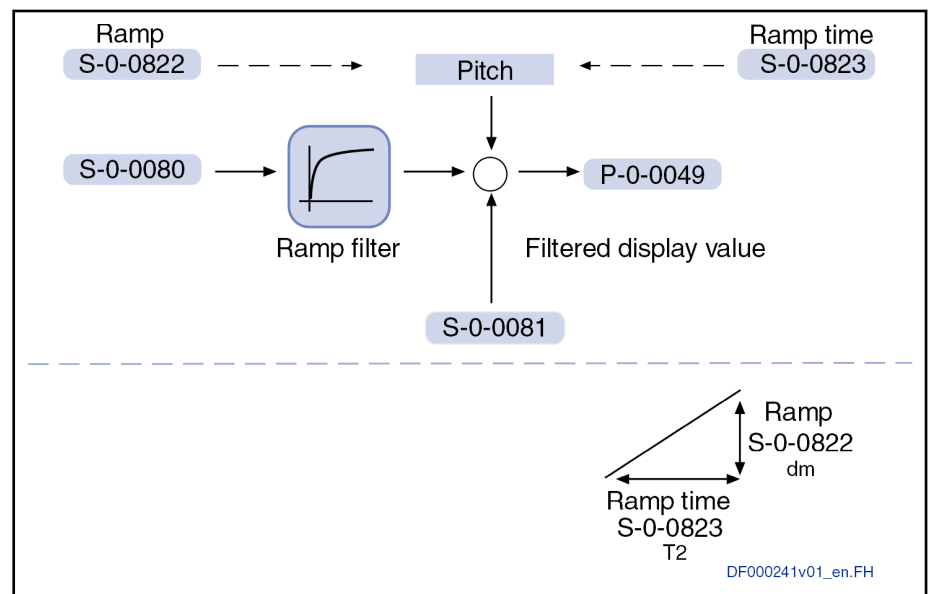 Ramp
S-0-0822
Pitch
Ramp time
S-0-0823
S-0-0080
P-0-0049
Ramp filter
Filtered display value
S-0-0081
Ramp
S-0-0822
dm
Ramp time
S-0-0823
T2
DF000241v01_en.FH